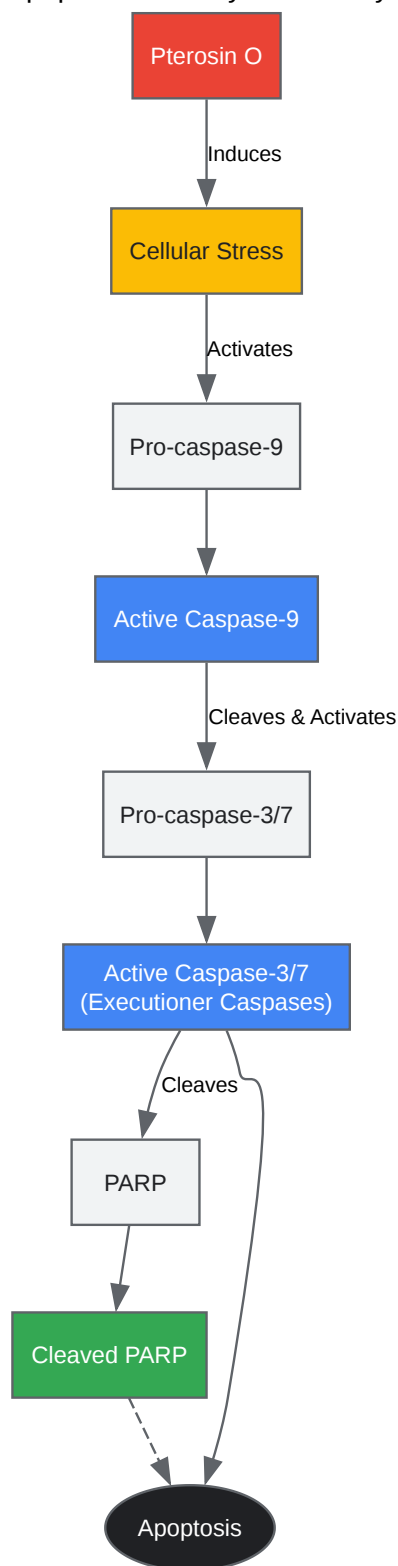 Pterosin O
Induces
Cellular Stress
Activates
Pro-caspase-9
Active Caspase-9
Cleaves & Activates
Pro-caspase-3/7
Active Caspase-3/7
(Executioner Caspases)
Cleaves
PARP
Cleaved PARP
Apoptosis